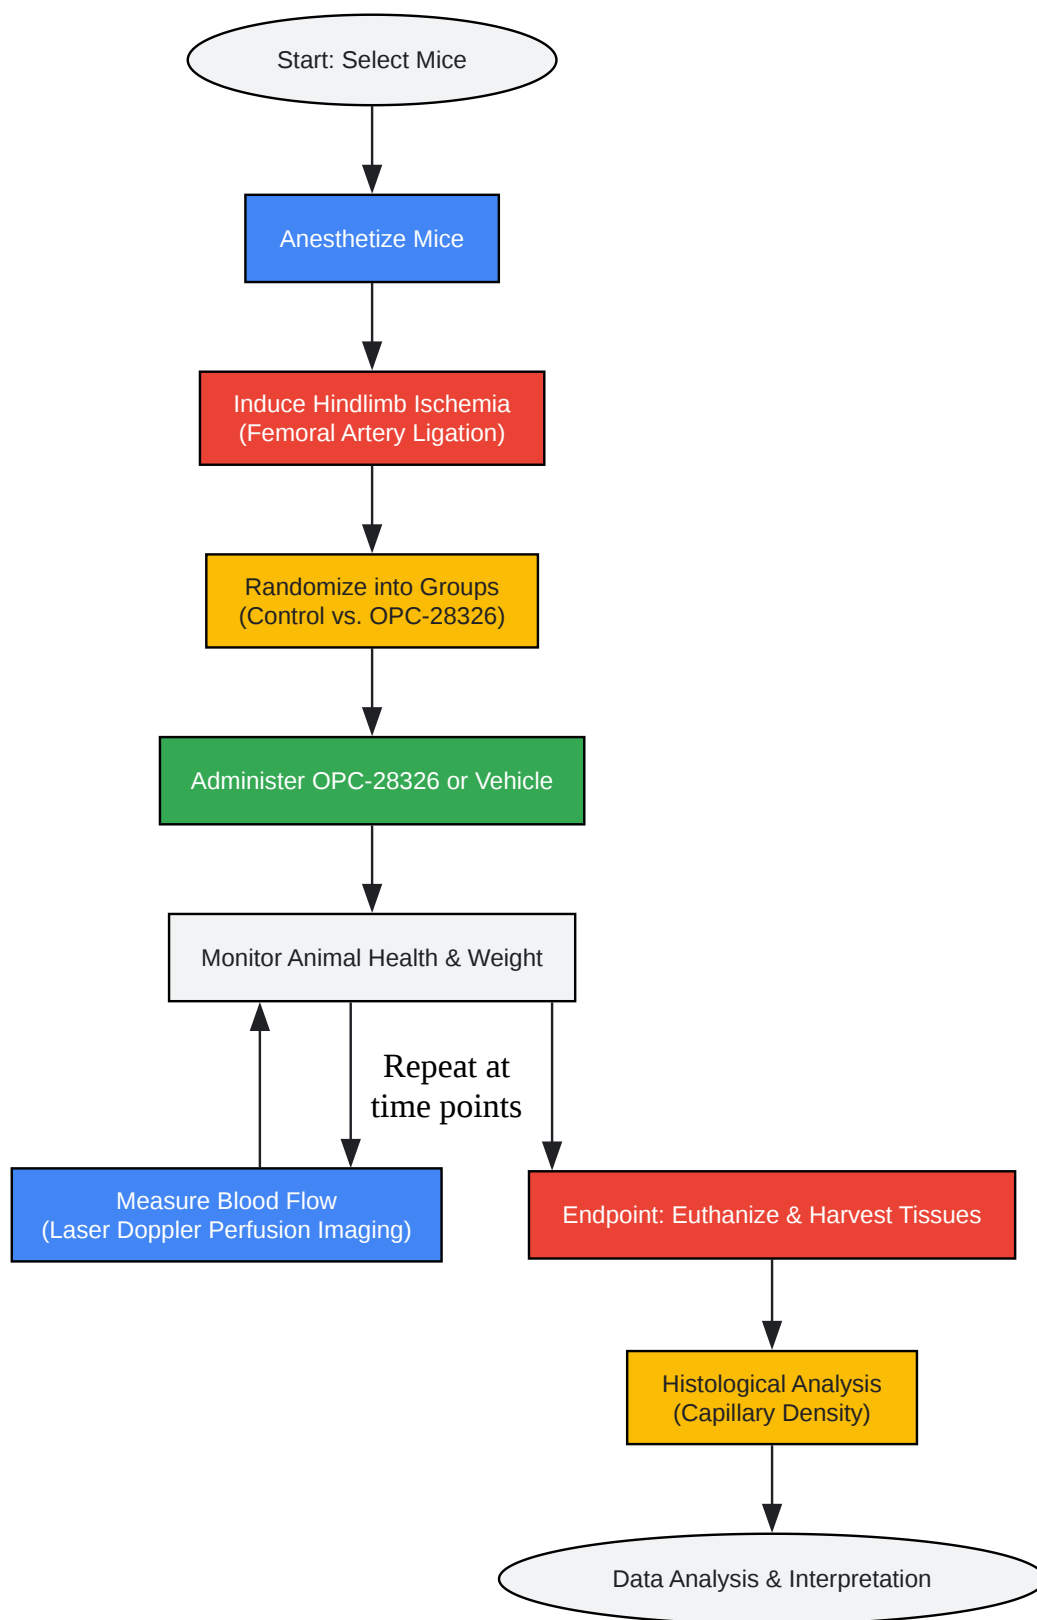 Start: Select Mice
Anesthetize Mice
Induce Hindlimb Ischemia
(Femoral Artery Ligation)
Randomize into Groups
(Control vs. OPC-28326)
Administer OPC-28326 or Vehicle
Monitor Animal Health & Weight
Repeat at
time points
Measure Blood Flow
(Laser Doppler Perfusion Imaging)
Endpoint: Euthanize & Harvest Tissues
Histological Analysis
(Capillary Density)
Data Analysis & Interpretation